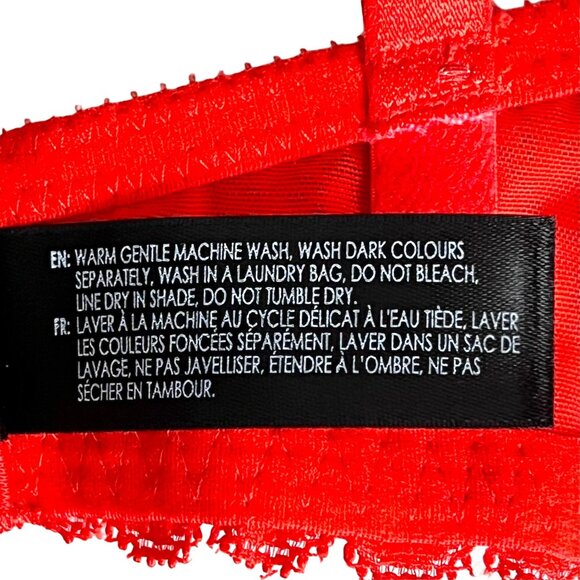 EN: WARM GENTLE MACHINE WASH, WASH DARK COLOURS
SEPARATELY, WASH IN A LAUNDRY BAG, DO NOT BLEACH,
LINE DRY IN SHADE, DO NOT TUMBLE DRY.
FR: LAVER À LA MACHINE AU CYCLE DÉLICAT À L'EAU TIÈDE, LAVER
LES COULEURS FONCÉES SÉPARÉMENT, LAVER DANS UN SAC DE
LAVAGE, NE PAS JAVELLISER, ÉTENDRE À L'OMBRE, NE PAS
SÉCHER EN TAMBOUR.